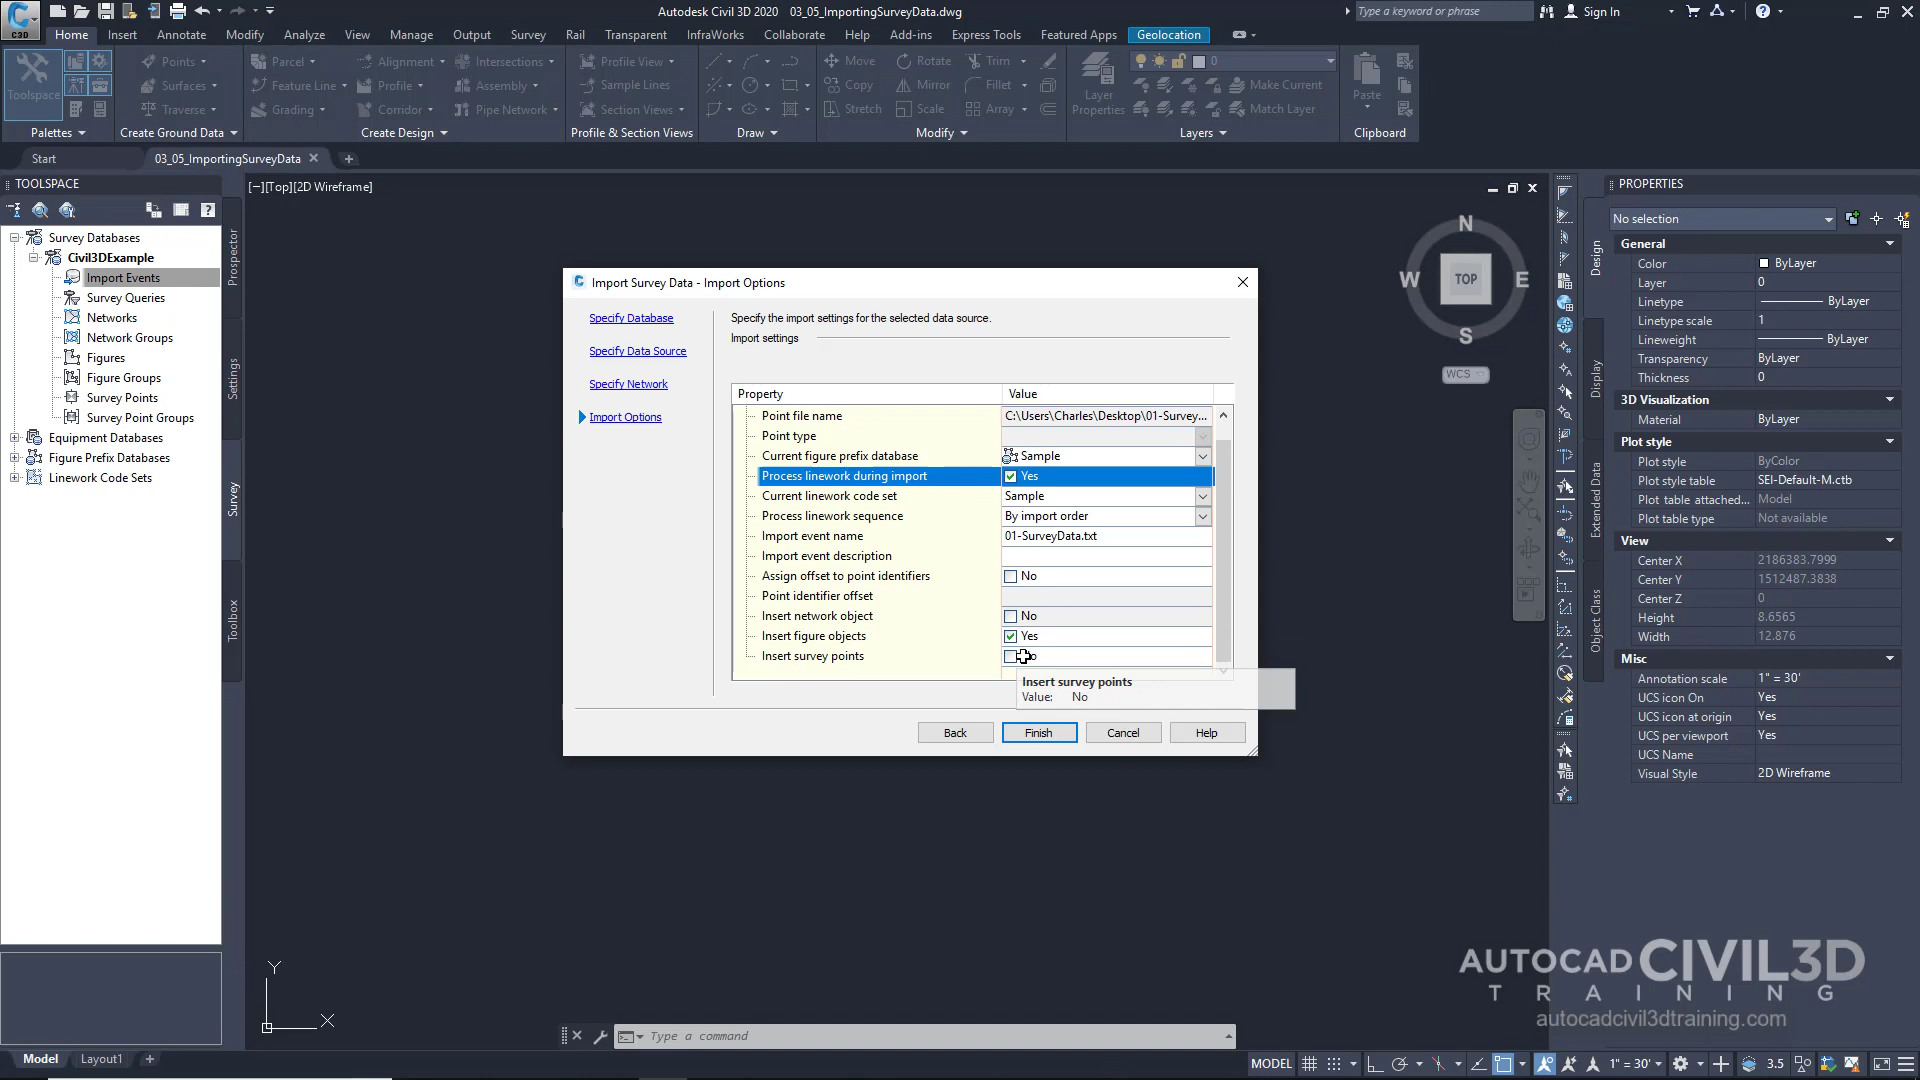 Autodesk Civil 3D 2020 03_05_ImportingSurveyData.dwg
Type a keyword or phrase
Sign In
C3D
Home Insert Annotate Modify Analyze View Manage Output Survey Rail Transparent InfraWorks Collaborate Help Add-ins Express Tools Featured Apps Geolocation
Toolspace
Points
Surfaces
Traverse
Parcel
Feature Line
Grading
Alignment
Profile
Corridor
Intersections
Assembly
Pipe Network
Profile View
Sample Lines
Section Views
Move Rotate Trim
Copy Mirror Fillet
Stretch Scale Array
Layer
Properties
0
Make Current
Match Layer
Paste
Palettes
Create Ground Data
Create Design
Profile & Section Views
Draw
Modify
Layers
Clipboard
Start
03_05_ImportingSurveyData
TOOLSPACE
Survey Databases
Civil3DExample
Import Events
Survey Queries
Networks
Network Groups
Figures
Figure Groups
Survey Points
Survey Point Groups
Equipment Databases
Figure Prefix Databases
Linework Code Sets
Prospector
Settings
Survey
Toolbox
[−][Top][2D Wireframe]
N
W TOP E
S
WCS
Import Survey Data - Import Options
Specify Database
Specify Data Source
Specify Network
Import Options
Specify the import settings for the selected data source.
Import settings
Property Value
Point file name C:\Users\Charles\Desktop\01-Survey...
Point type
Current figure prefix database Sample
Process linework during import Yes
Current linework code set Sample
Process linework sequence By import order
Import event name 01-SurveyData.txt
Import event description
Assign offset to point identifiers No
Point identifier offset
Insert network object No
Insert figure objects Yes
Insert survey points
Insert survey points
Value: No
Back Finish Cancel Help
PROPERTIES
No selection
Design
Display
Extended Data
Object Class
General
Color ByLayer
Layer 0
Linetype ByLayer
Linetype scale 1
Lineweight ByLayer
Transparency ByLayer
Thickness 0
3D Visualization
Material ByLayer
Plot style
Plot style ByColor
Plot style table SEI-Default-M.ctb
Plot table attached... Model
Plot table type Not available
View
Center X 2186383.7999
Center Y 1512487.3838
Center Z 0
Height 8.6565
Width 12.876
Misc
Annotation scale 1" = 30'
UCS icon On Yes
UCS icon at origin Yes
UCS per viewport Yes
UCS Name
Visual Style 2D Wireframe
Y
X
AUTOCAD CIVIL3D
TRAINING
autocadcivil3dtraining.com
Type a command
Model Layout1
MODEL 1" = 30' 3.5